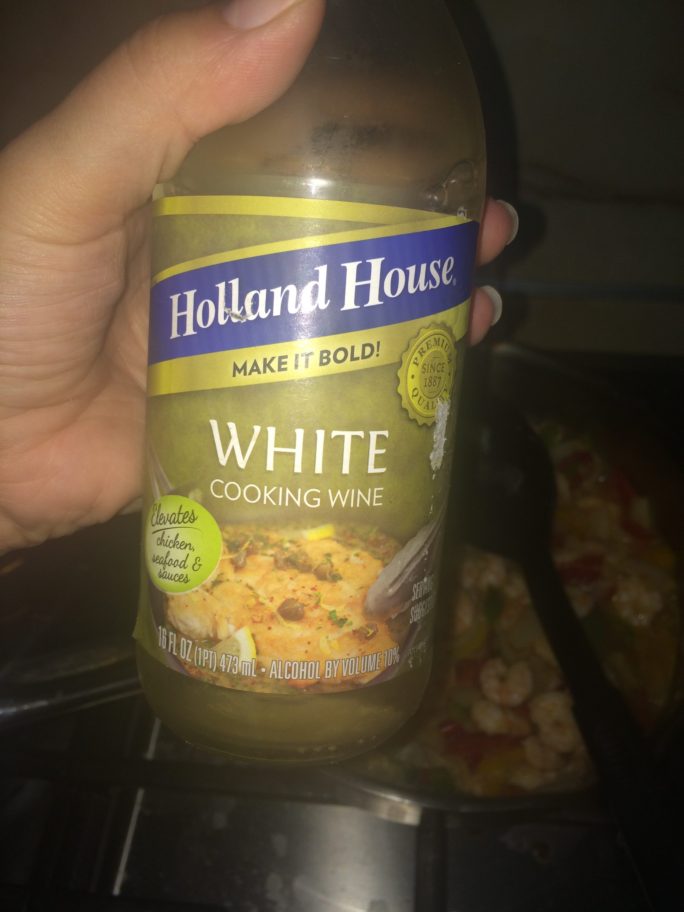 Holland House®
MAKE IT BOLD!
PREMIUM
SINCE
1887
QUALITY
WHITE
COOKING WINE
Elevates
chicken,
seafood &
sauces
16 FL OZ (1PT) 473 mL • ALCOHOL BY VOLUME 10%